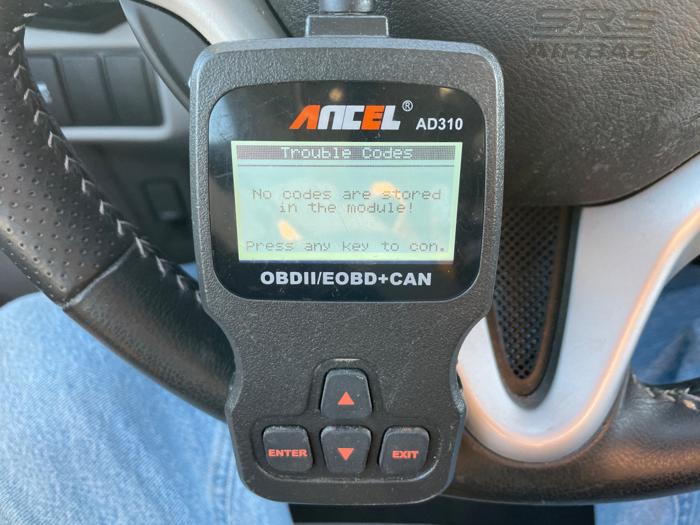 SRS
AIRBAG
ANCEL® AD310
Trouble Codes
No codes are stored
in the module!
Press any key to con.
OBDII/EOBD+CAN
ENTER EXIT